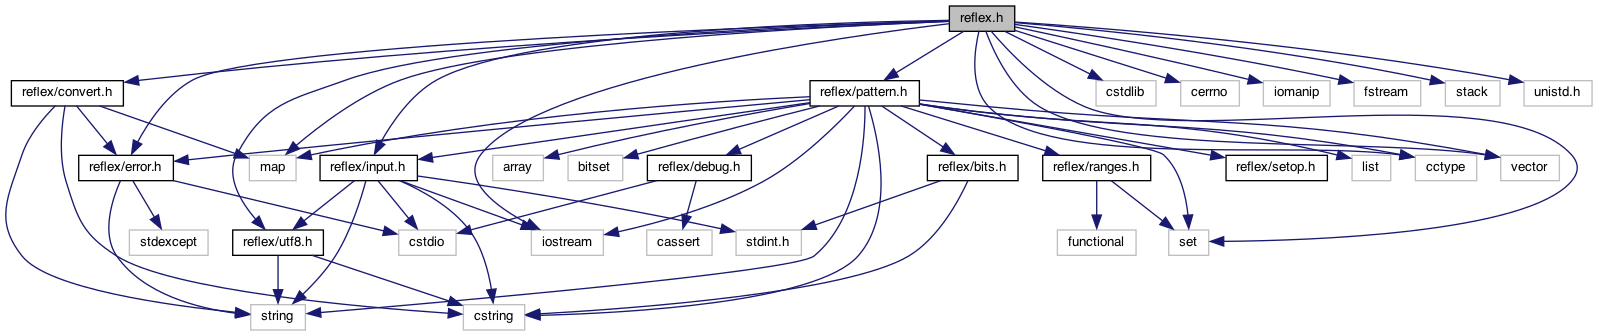 reflex.h
reflex/convert.h
reflex/pattern.h
cstdlib
cerrno
iomanip
fstream
stack
unistd.h
reflex/error.h
map
reflex/input.h
array
bitset
reflex/debug.h
reflex/bits.h
reflex/ranges.h
reflex/setop.h
list
cctype
vector
stdexcept
reflex/utf8.h
cstdio
iostream
cassert
stdint.h
functional
set
string
cstring